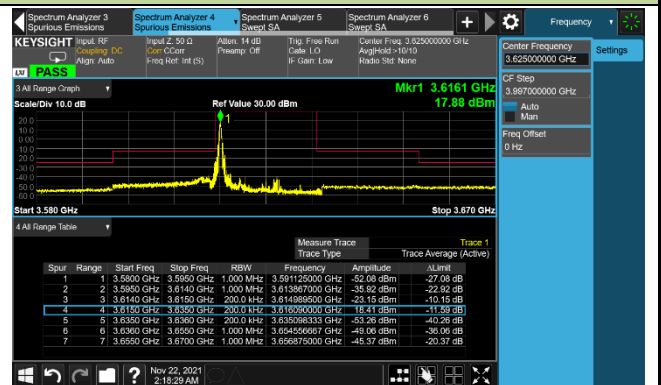 Spectrum Analyzer 3
Spurious Emissions
Spectrum Analyzer 4
Spurious Emissions
Spectrum Analyzer 5
Swept SA
Spectrum Analyzer 6
Swept SA
Frequency
KEYSIGHT
Input: RF
Coupling: DC
Align: Auto
Input Z: 50 Ω
Corr CCorr
Freq Ref: Int (S)
Atten: 14 dB
Preamp: Off
Trig: Free Run
Gate: LO
IF Gain: Low
Center Freq: 3.625000000 GHz
Avg|Hold:>10/10
Radio Std: None
LXI PASS
Center Frequency
3.625000000 GHz
Settings
CF Step
3.997000000 GHz
Auto
Man
Freq Offset
0 Hz
3 All Range Graph
Mkr1 3.6161 GHz
17.88 dBm
Scale/Div 10.0 dB
Ref Value 30.00 dBm
1
20.0
10.0
0.0
-10.0
-20.0
-30.0
-40.0
-50.0
-60.0
Start 3.580 GHz
Stop 3.670 GHz
4 All Range Table
Measure Trace Trace 1
Trace Type Trace Average (Active)
Spur Range Start Freq Stop Freq RBW Frequency Amplitude ΔLimit
1 1 3.5800 GHz 3.5950 GHz 1.000 MHz 3.591125000 GHz -52.08 dBm -27.08 dB
2 2 3.5950 GHz 3.6140 GHz 1.000 MHz 3.613867000 GHz -35.92 dBm -22.92 dB
3 3 3.6140 GHz 3.6150 GHz 200.0 kHz 3.614989500 GHz -23.15 dBm -10.15 dB
4 4 3.6150 GHz 3.6350 GHz 200.0 kHz 3.616090000 GHz 18.41 dBm -11.59 dB
5 5 3.6350 GHz 3.6360 GHz 200.0 kHz 3.635098333 GHz -53.26 dBm -40.26 dB
6 6 3.6360 GHz 3.6550 GHz 1.000 MHz 3.654556667 GHz -49.06 dBm -36.06 dB
7 7 3.6550 GHz 3.6700 GHz 1.000 MHz 3.656875000 GHz -45.37 dBm -20.37 dB
Nov 22, 2021
2:18:29 AM